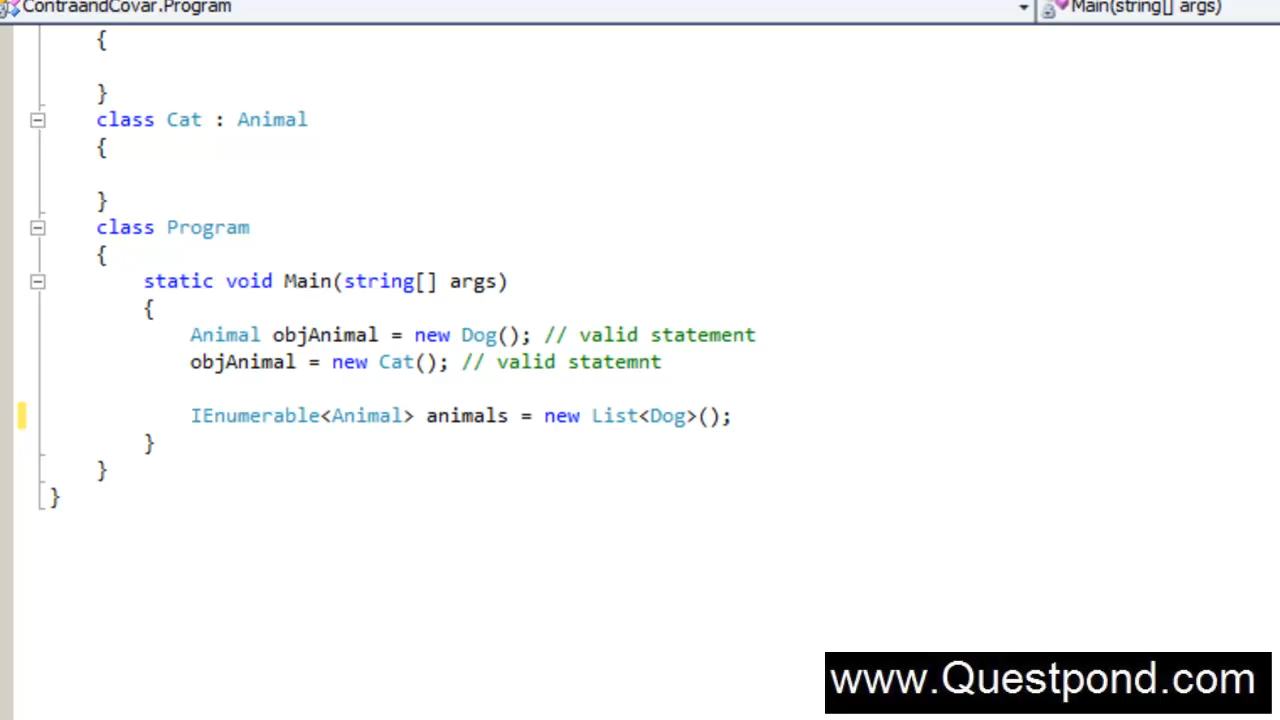 ContraandCovar.Program Main(string[] args)
{
}
class Cat : Animal
{
}
class Program
{
static void Main(string[] args)
{
Animal objAnimal = new Dog(); // valid statement
objAnimal = new Cat(); // valid statemnt
IEnumerable<Animal> animals = new List<Dog>();
}
}
}
www.Questpond.com